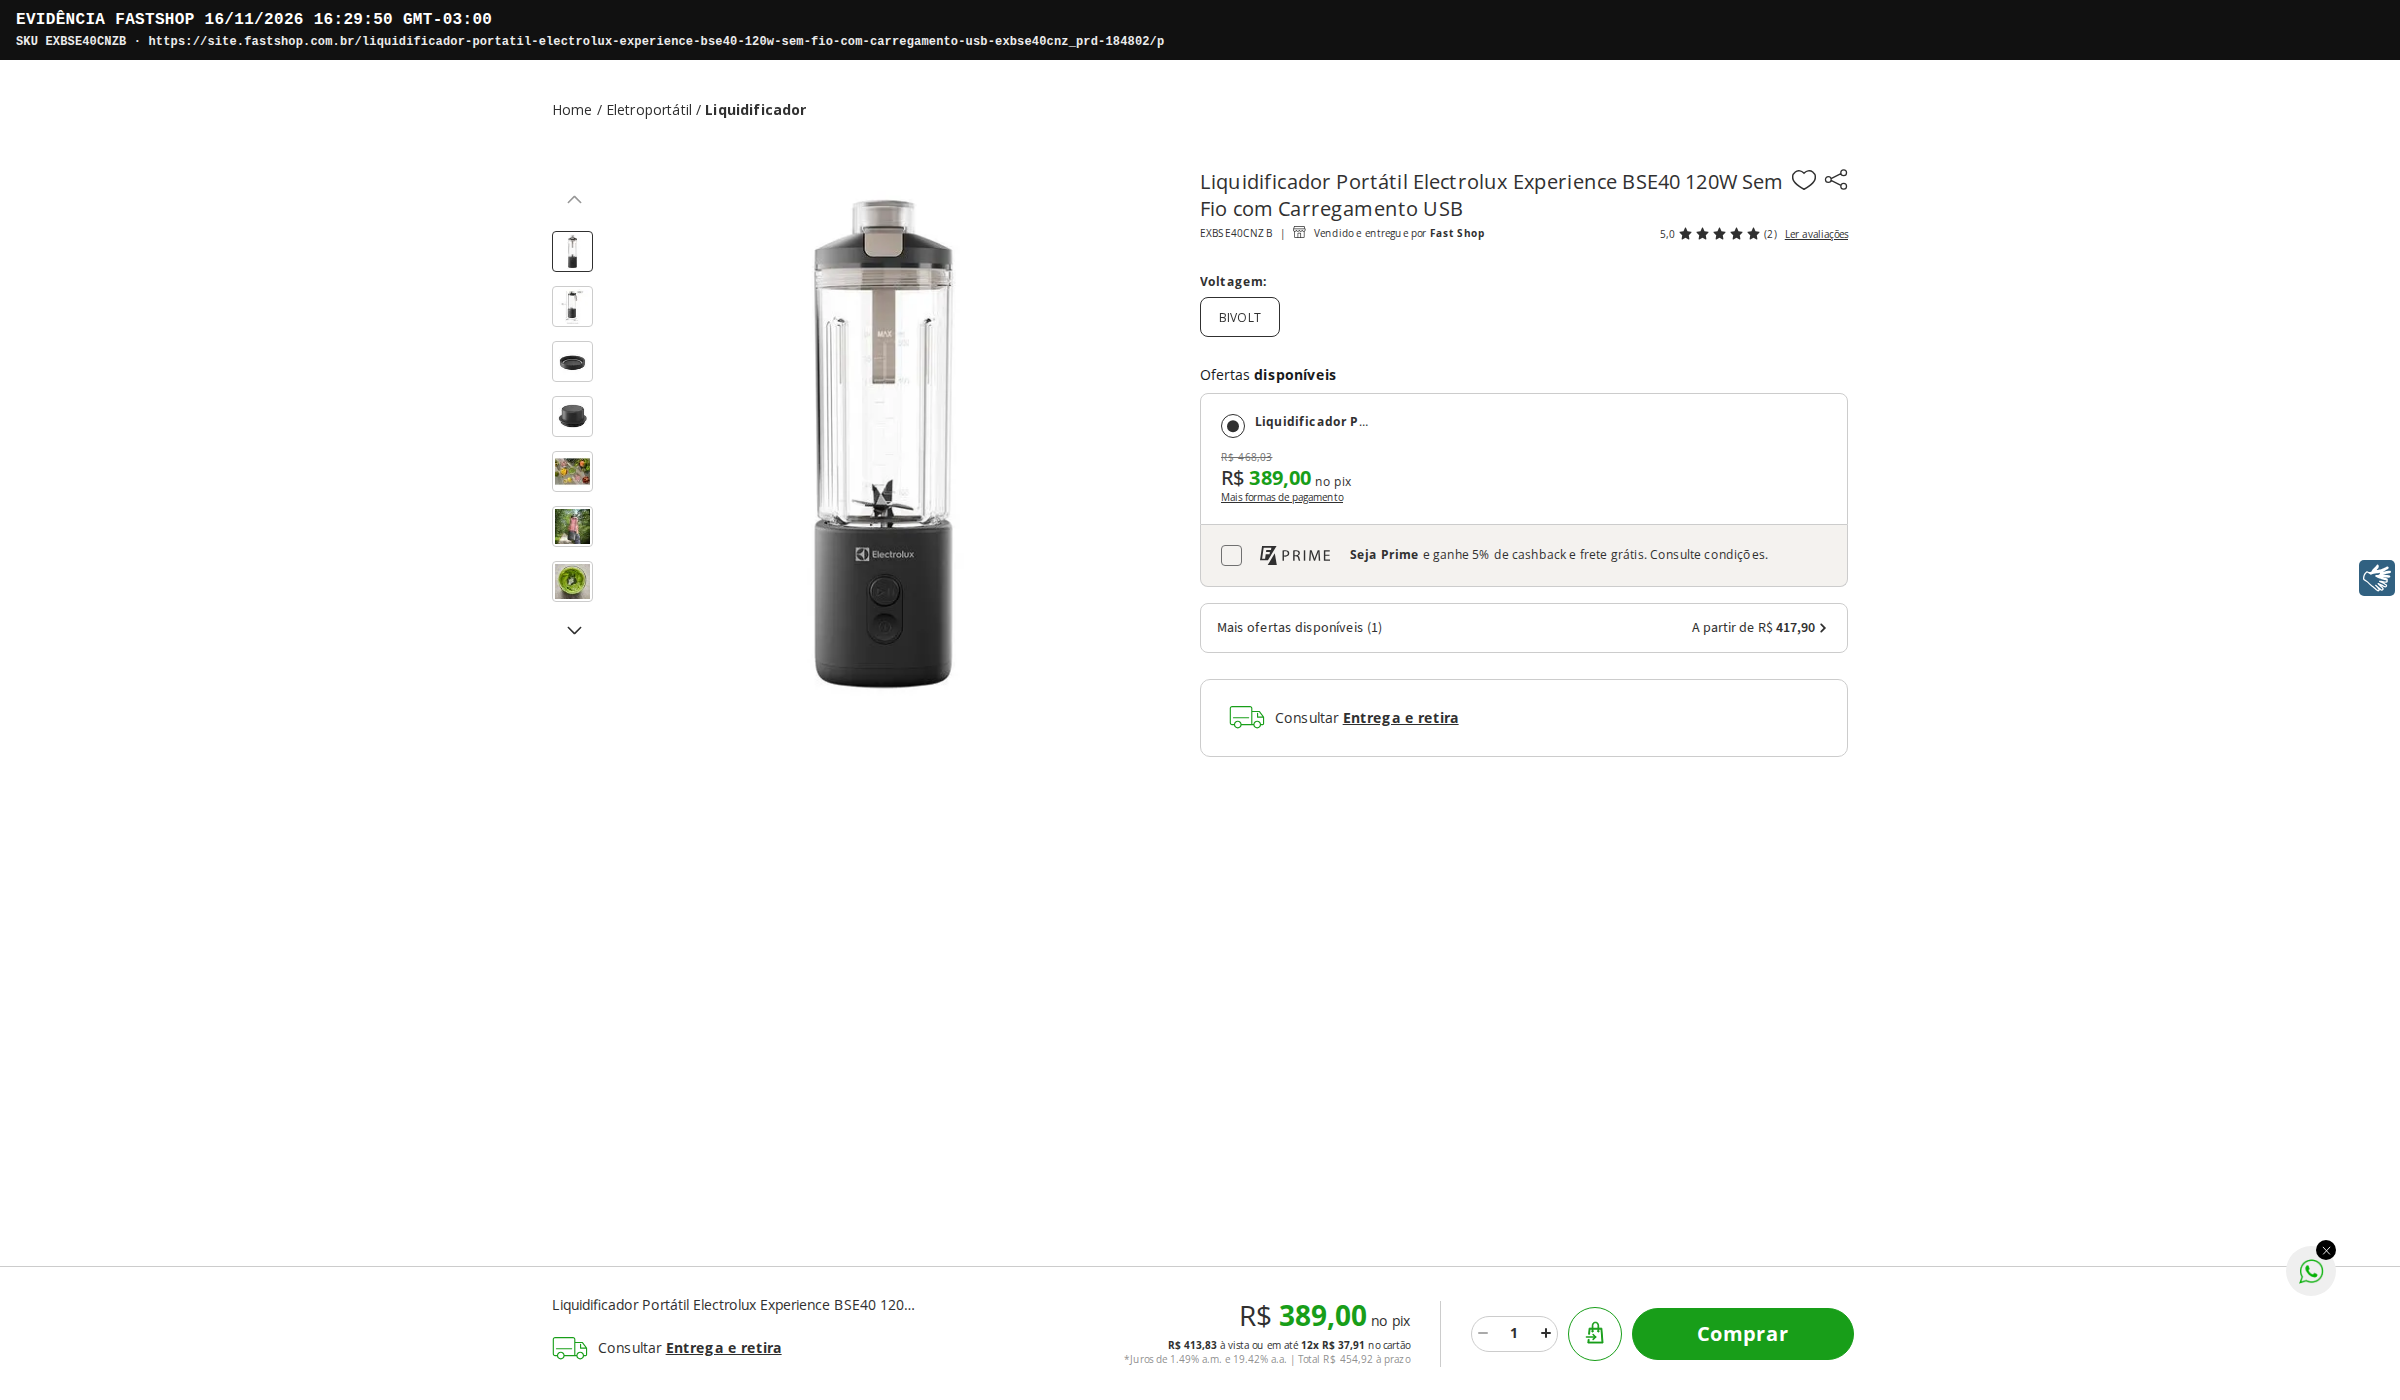 EVIDÊNCIA FASTSHOP 16/11/2026 16:29:50 GMT-03:00
SKU EXBSE40CNZB · https://site.fastshop.com.br/liquidificador-portatil-electrolux-experience-bse40-120w-sem-fio-com-carregamento-usb-exbse40cnz_prd-184802/p
Home / Eletroportátil / Liquidificador
Liquidificador Portátil Electrolux Experience BSE40 120W Sem
Fio com Carregamento USB
EXBSE40CNZB | Vendido e entregue por Fast Shop
5,0 (2) Ler avaliações
Voltagem:
BIVOLT
Ofertas disponíveis
Liquidificador P...
R$ 468,03
R$ 389,00 no pix
Mais formas de pagamento
PRIME Seja Prime e ganhe 5% de cashback e frete grátis. Consulte condições.
Mais ofertas disponíveis (1) A partir de R$ 417,90
Consultar Entrega e retira
MAX
Electrolux
Liquidificador Portátil Electrolux Experience BSE40 120...
Consultar Entrega e retira
R$ 389,00 no pix
R$ 413,83 à vista ou em até 12x R$ 37,91 no cartão
*Juros de 1.49% a.m. e 19.42% a.a. | Total R$ 454,92 à prazo
1
Comprar